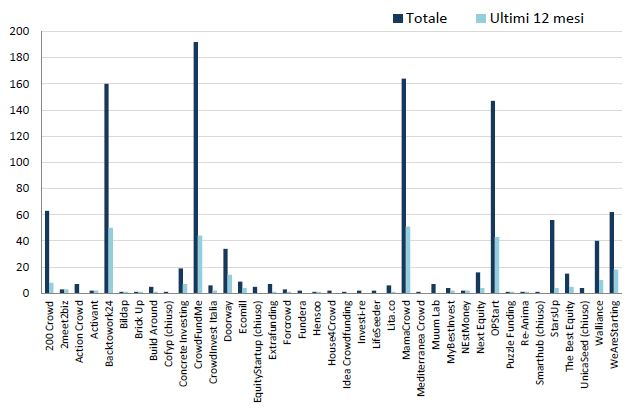 Totale Ultimi 12 mesi
200
180
160
140
120
100
80
60
40
20
0
200 Crowd
2meet2biz
Action Crowd
Activant
Backtowork24
Bildap
Brick Up
Build Around
Cofyp (chiuso)
Concrete Investing
CrowdFundMe
CrowdInvest Italia
Doorway
Ecomill
EquityStartup (chiuso)
Extrafunding
Forcrowd
Fundera
Hensoo
House4Crowd
Idea Crowdfunding
Investi-re
LifeSeeder
Lita.co
MamaCrowd
Mediterranea Crowd
Muum Lab
MyBestInvest
NEstMoney
Next Equity
OPStart
Puzzle Funding
Re-Anima
Smarthub (chiuso)
StarsUp
The Best Equity
UnicaSeed (chiuso)
Walliance
WeAreStarting